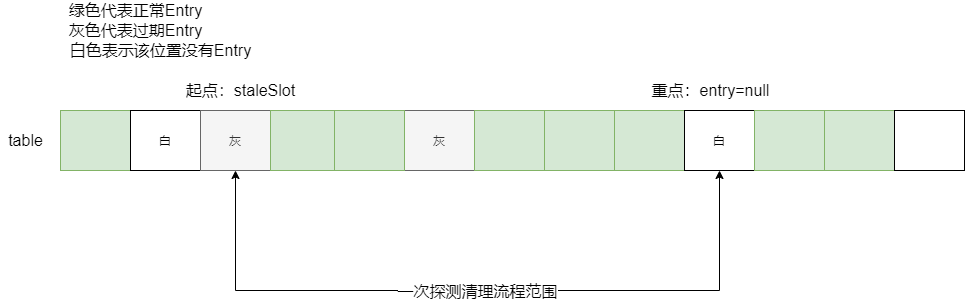 绿色代表正常Entry
灰色代表过期Entry
白色表示该位置没有Entry
起点：staleSlot
重点：entry=null
table
白
灰
灰
白
一次探测清理流程范围